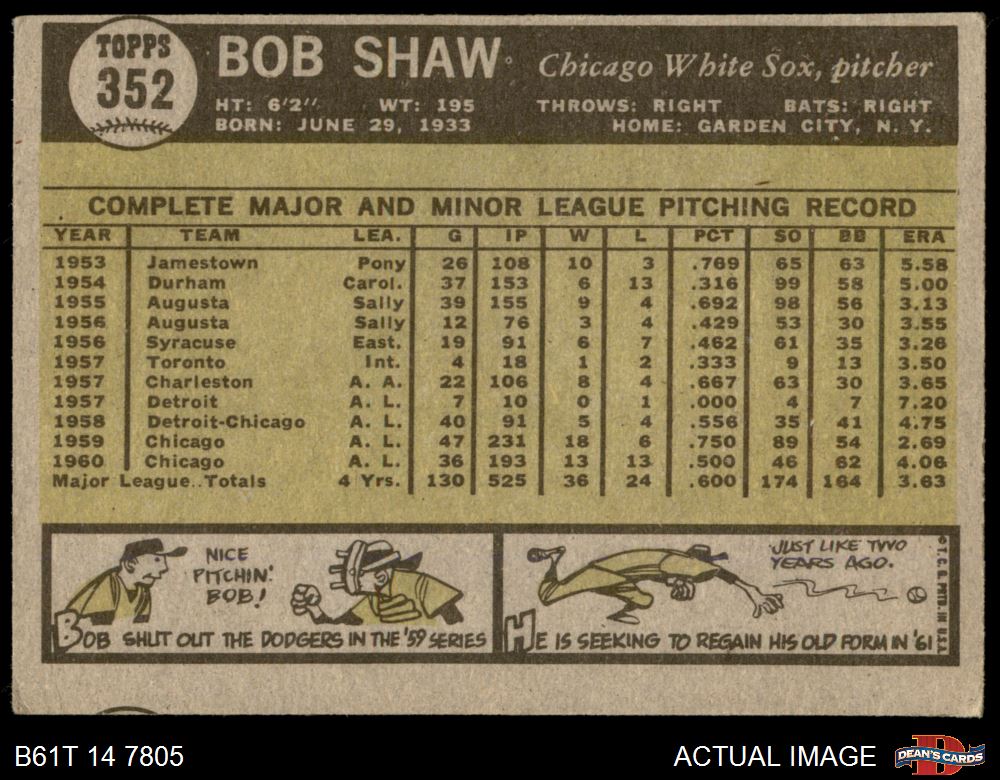 TOPPS
352
BOB SHAW
Chicago White Sox, pitcher
HT: 6'2" WT: 195 THROWS: RIGHT BATS: RIGHT
BORN: JUNE 29, 1933 HOME: GARDEN CITY, N. Y.
COMPLETE MAJOR AND MINOR LEAGUE PITCHING RECORD
YEAR TEAM LEA. G IP W L PCT SO BB ERA
1953 Jamestown Pony 26 108 10 3 .769 65 63 5.58
1954 Durham Carol. 37 153 6 13 .316 99 58 5.00
1955 Augusta Sally 39 155 9 4 .692 98 56 3.13
1956 Augusta Sally 12 76 3 4 .429 53 30 3.55
1956 Syracuse East. 19 91 6 7 .462 61 35 3.26
1957 Toronto Int. 4 18 1 2 .333 9 13 3.50
1957 Charleston A. A. 22 106 8 4 .667 63 30 3.65
1957 Detroit A. L. 7 10 0 1 .000 4 7 7.20
1958 Detroit-Chicago A. L. 40 91 5 4 .556 35 41 4.75
1959 Chicago A. L. 47 231 18 6 .750 89 54 2.69
1960 Chicago A. L. 36 193 13 13 .500 46 62 4.06
Major League..Totals 4 Yrs. 130 525 36 24 .600 174 164 3.63
NICE
PITCHIN'
BOB!
BOB SHUT OUT THE DODGERS IN THE '59 SERIES
JUST LIKE TWO
YEARS AGO.
HE IS SEEKING TO REGAIN HIS OLD FORM IN '61
©T.C.G. PRTD. IN U.S.A.
B61T 14 7805
ACTUAL IMAGE
DEAN'S CARDS